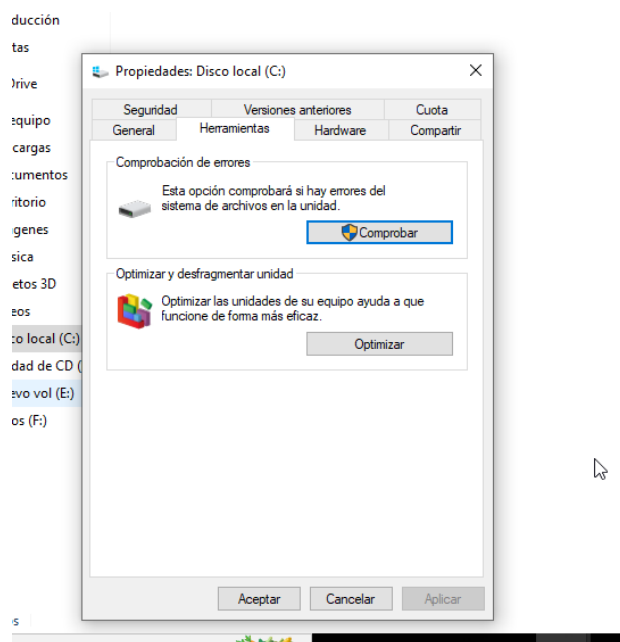 ducción
tas
Drive
equipo
cargas
cumentos
ritorio
ágenes
sica
etos 3D
eos
co local (C:)
dad de CD (
evo vol (E:)
os (F:)
os
Propiedades: Disco local (C:)
Seguridad Versiones anteriores Cuota
General Herramientas Hardware Compartir
Comprobación de errores
Esta opción comprobará si hay errores del
sistema de archivos en la unidad.
Comprobar
Optimizar y desfragmentar unidad
Optimizar las unidades de su equipo ayuda a que
funcione de forma más eficaz.
Optimizar
Aceptar Cancelar Aplicar